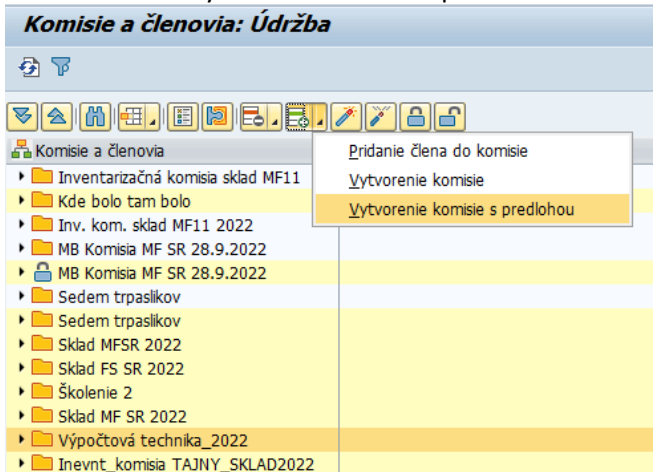 Komisie a členovia: Údržba
Komisie a členovia
Pridanie člena do komisie
Vytvorenie komisie
Vytvorenie komisie s predlohou
Inventarizačná komisia sklad MF11
Kde bolo tam bolo
Inv. kom. sklad MF11 2022
MB Komisia MF SR 28.9.2022
MB Komisia MF SR 28.9.2022
Sedem trpaslikov
Sedem trpaslikov
Sklad MFSR 2022
Sklad FS SR 2022
Školenie 2
Sklad MF SR 2022
Výpočtová technika_2022
Inevnt_komisia TAJNY_SKLAD2022